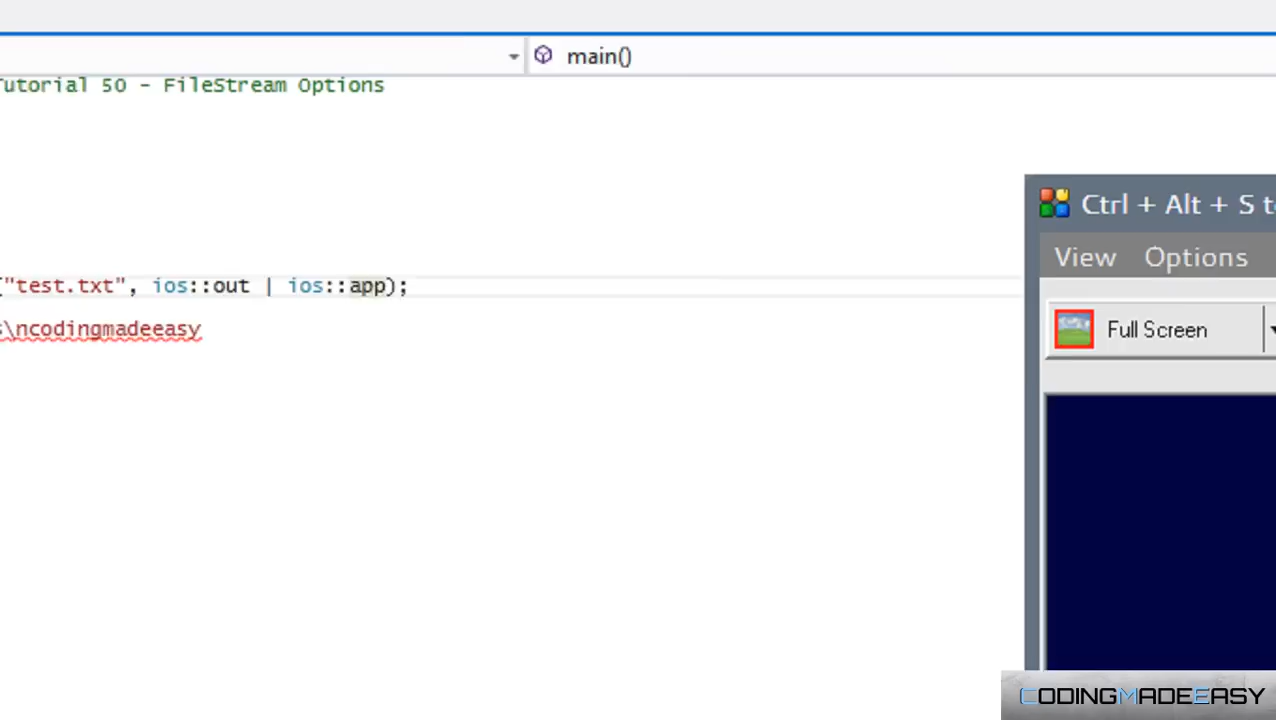 main()
utorial 50 - FileStream Options
Ctrl + Alt + S t
View Options
("test.txt", ios::out | ios::app);
s\ncodingmadeeasy
Full Screen
CODINGMADEEASY